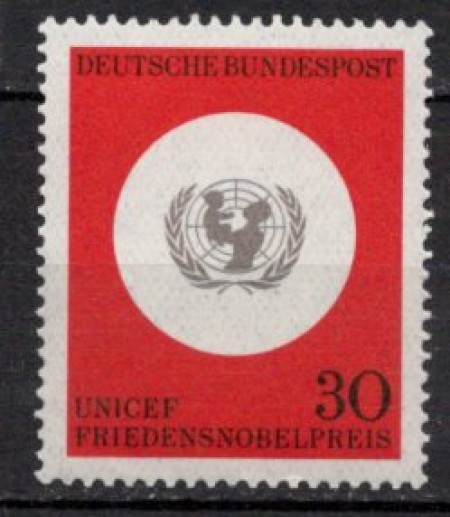 DEUTSCHE BUNDESPOST
30
UNICEF
FRIEDENSNOBELPREIS